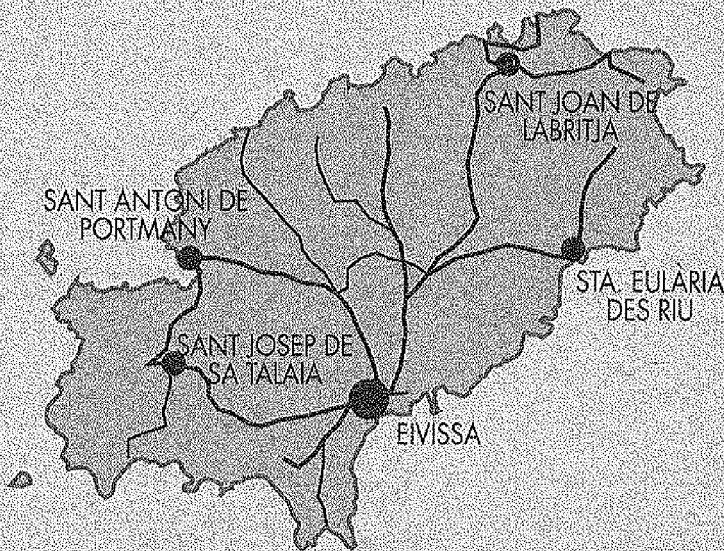 SANT JOAN DE
LABRITJA
SANT ANTONI DE
PORTMANY
STA. EULÀRIA
DES RIU
SANT JOSEP DE
SA TALAIA
EIVISSA